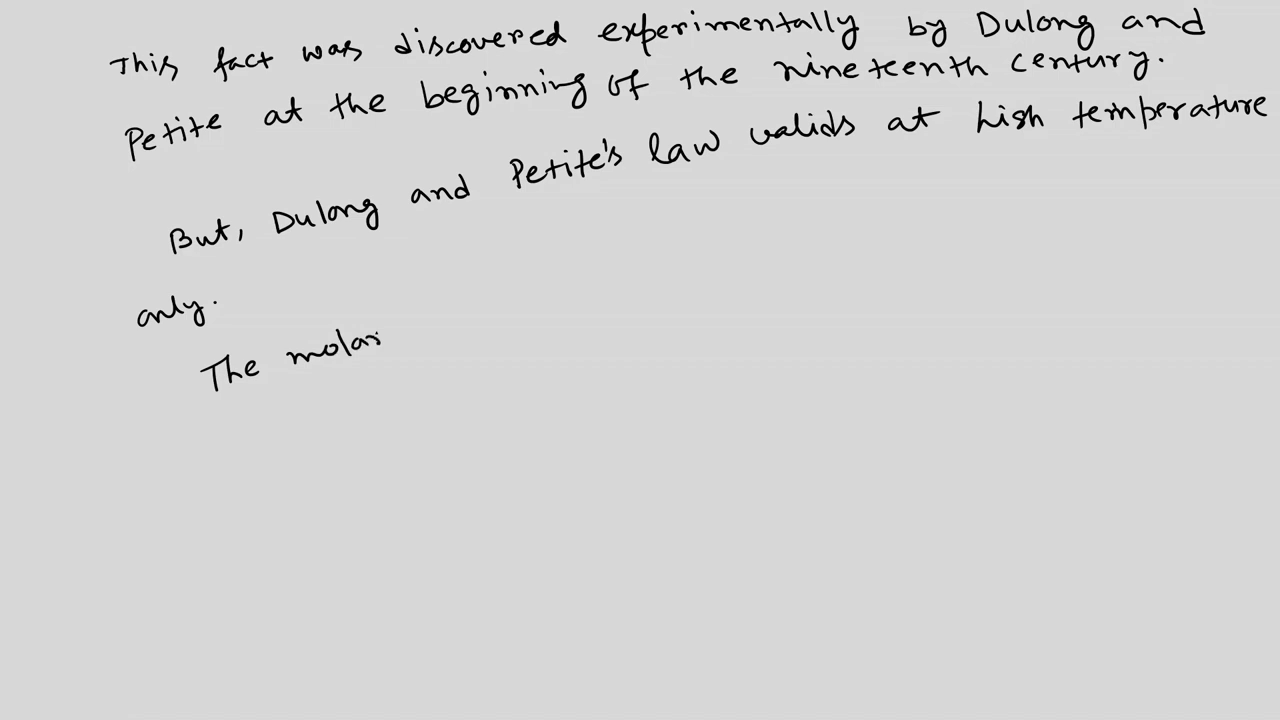 This fact was discovered experimentally by Dulong and
Petite at the beginning of the nineteenth century.
But, Dulong and Petite's law valids at high temperature
only.
The molar